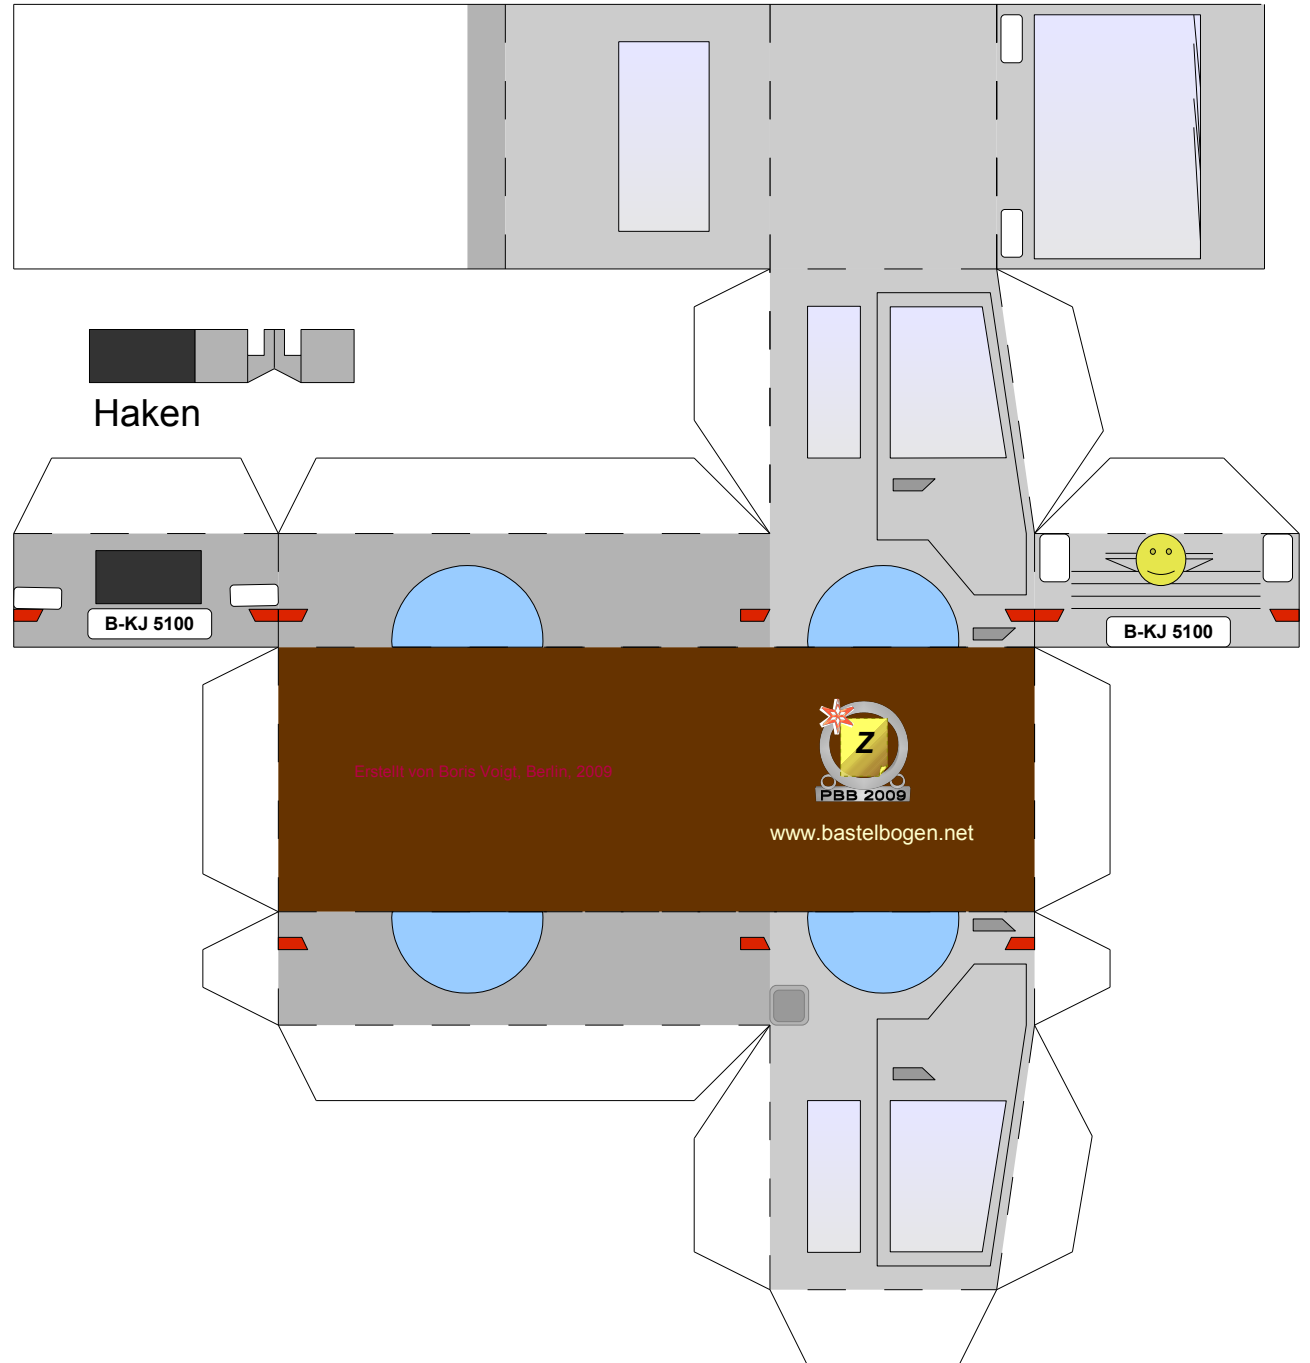 Haken
B-KJ 5100
B-KJ 5100
Erstellt von Boris Voigt, Berlin, 2009
Z
PBB 2009
www.bastelbogen.net